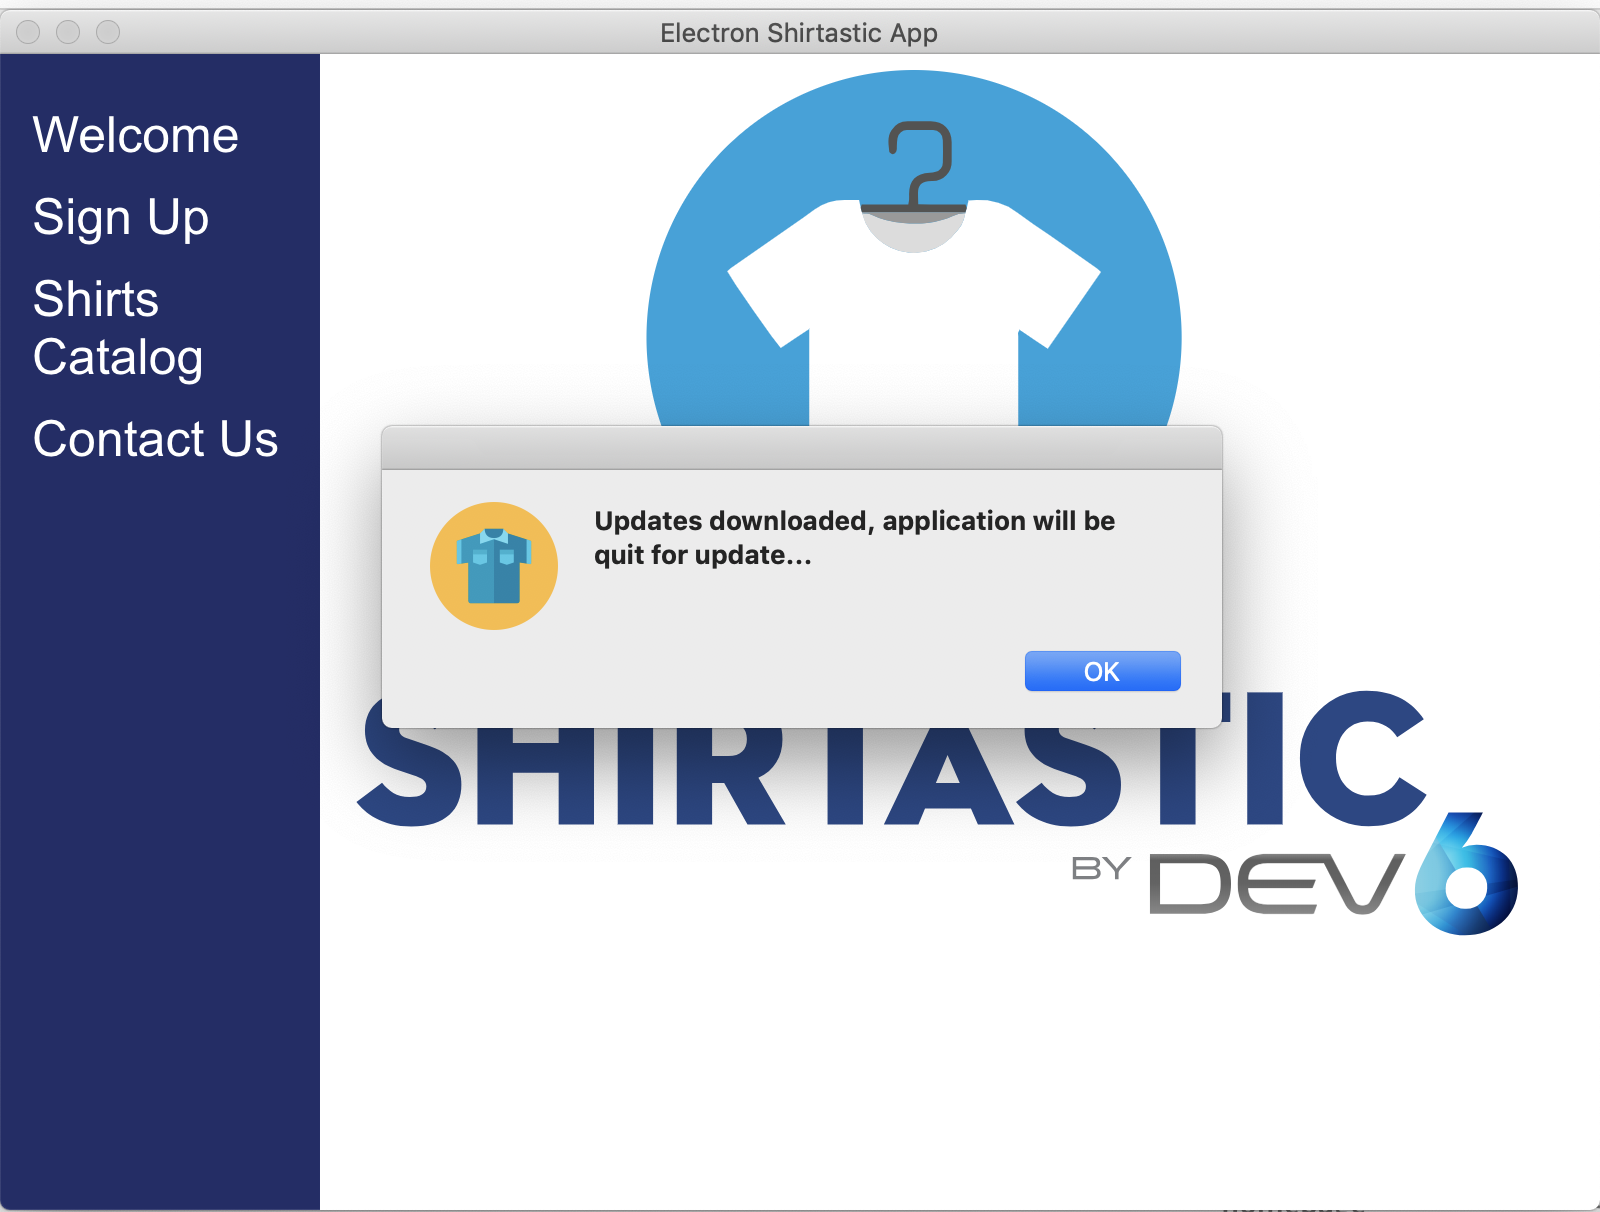 Electron Shirtastic App
Welcome
Sign Up
Shirts
Catalog
Contact Us
Updates downloaded, application will be
quit for update...
OK
SHIRTASTIC
BY DEV6